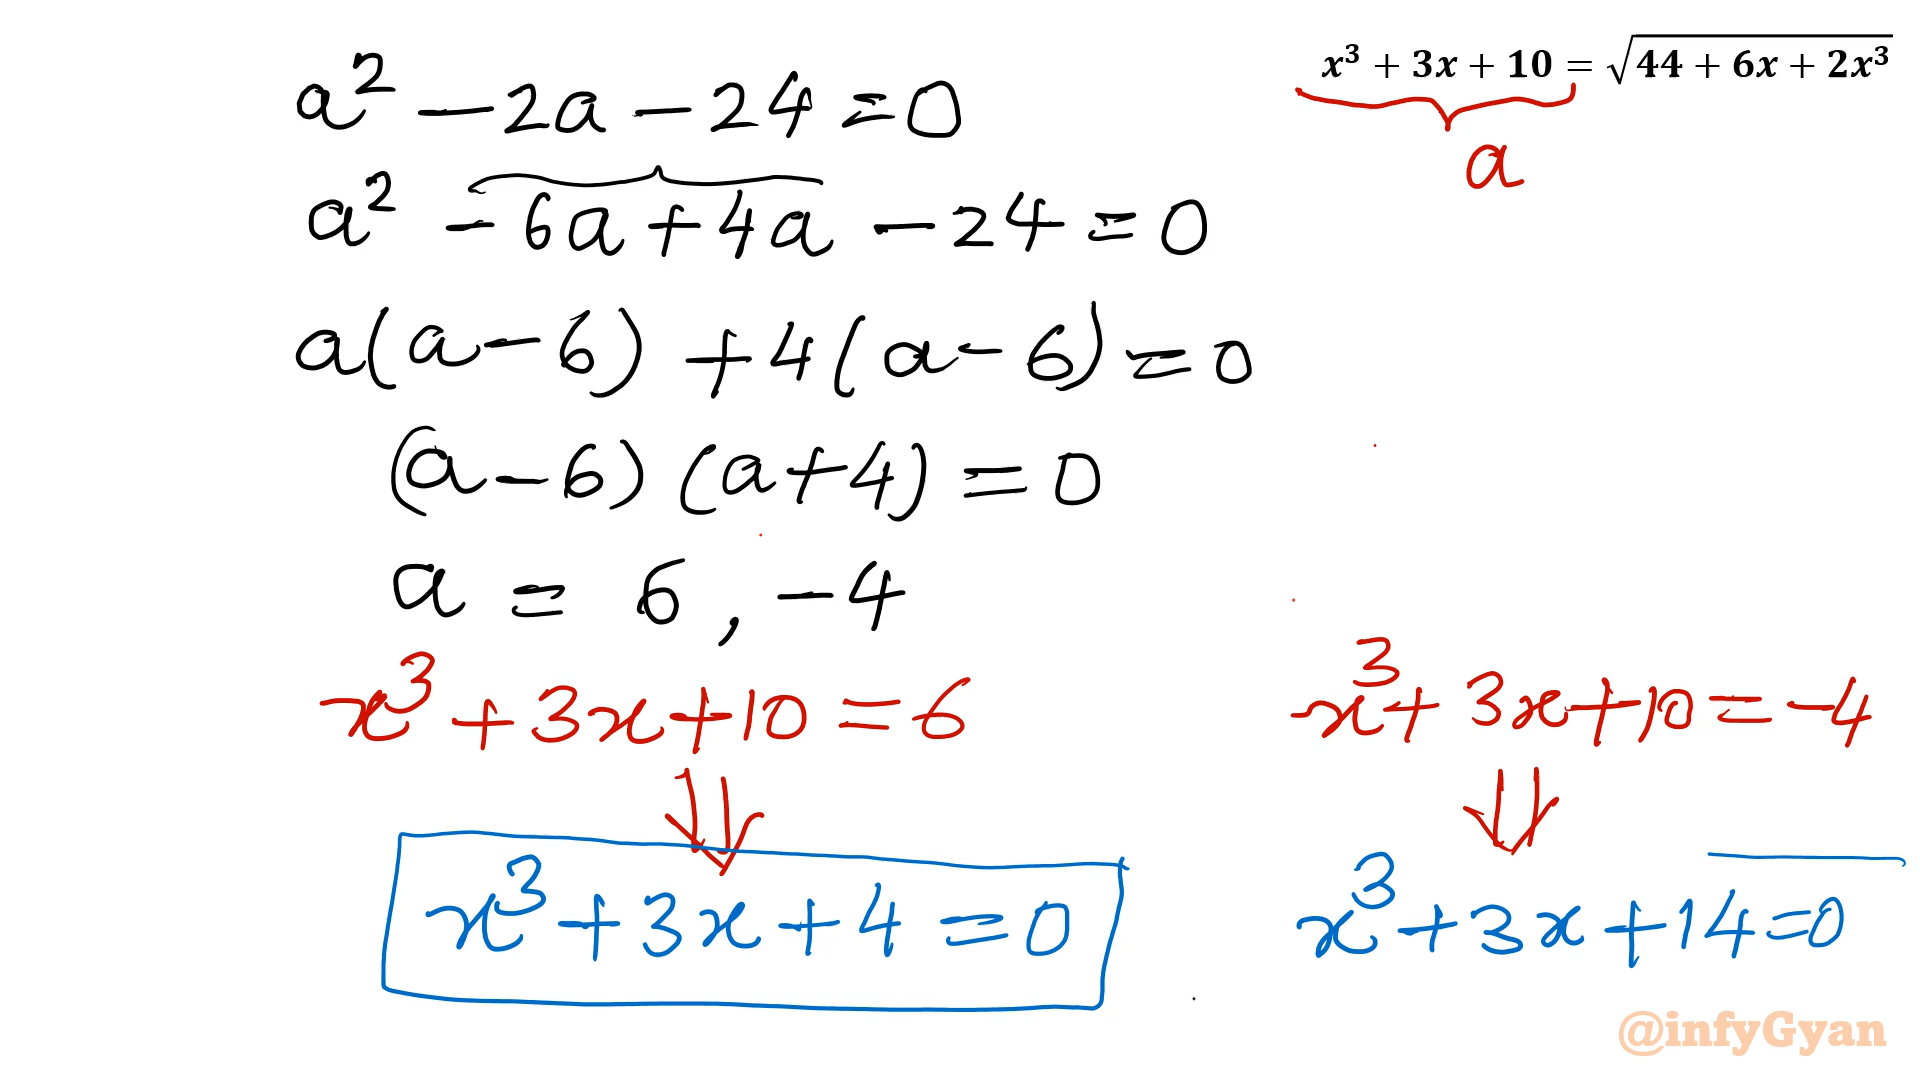 x³ + 3x + 10 = √44 + 6x + 2x³
a
a² - 2a - 24 = 0
a² - 6a + 4a - 24 = 0
a(a - 6) + 4(a - 6) = 0
(a - 6) (a + 4) = 0
a = 6, -4
x³ + 3x + 10 = 6
x³ + 3x + 10 = -4
x³ + 3x + 4 = 0
x³ + 3x + 14 = 0
@infyGyan